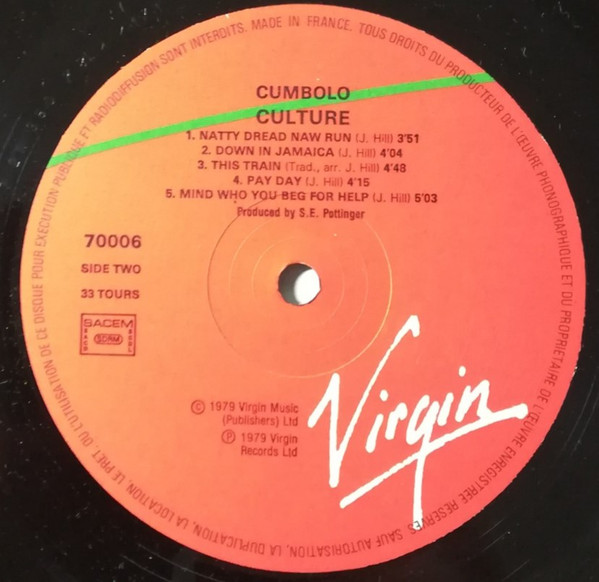 MADE IN FRANCE. TOUS DROITS DU PRODUCTEUR DE L'ŒUVRE PHONOGRAPHIQUE ET DU PROPRIETAIRE DE L'ŒUVRE ENREGISTREE RESERVES. SAUF AUTORISATION, LA DUPLICATION, LA LOCATION, LE PRET, OU L'UTILISATION DE CE DISQUE POUR EXECUTION PUBLIQUE ET RADIODIFFUSION SONT INTERDITS.
CUMBOLO
CULTURE
1. NATTY DREAD NAW RUN (J. Hill) 3'51
2. DOWN IN JAMAICA (J. Hill) 4'04
3. THIS TRAIN (Trad., arr. J. Hill) 4'48
4. PAY DAY (J. Hill) 4'15
5. MIND WHO YOU BEG FOR HELP (J. Hill) 5'03
Produced by S.E. Pottinger
70006
SIDE TWO
33 TOURS
SACEM
SACD
SDRM
SGDL
© 1979 Virgin Music
(Publishers) Ltd
℗ 1979 Virgin
Records Ltd
Virgin